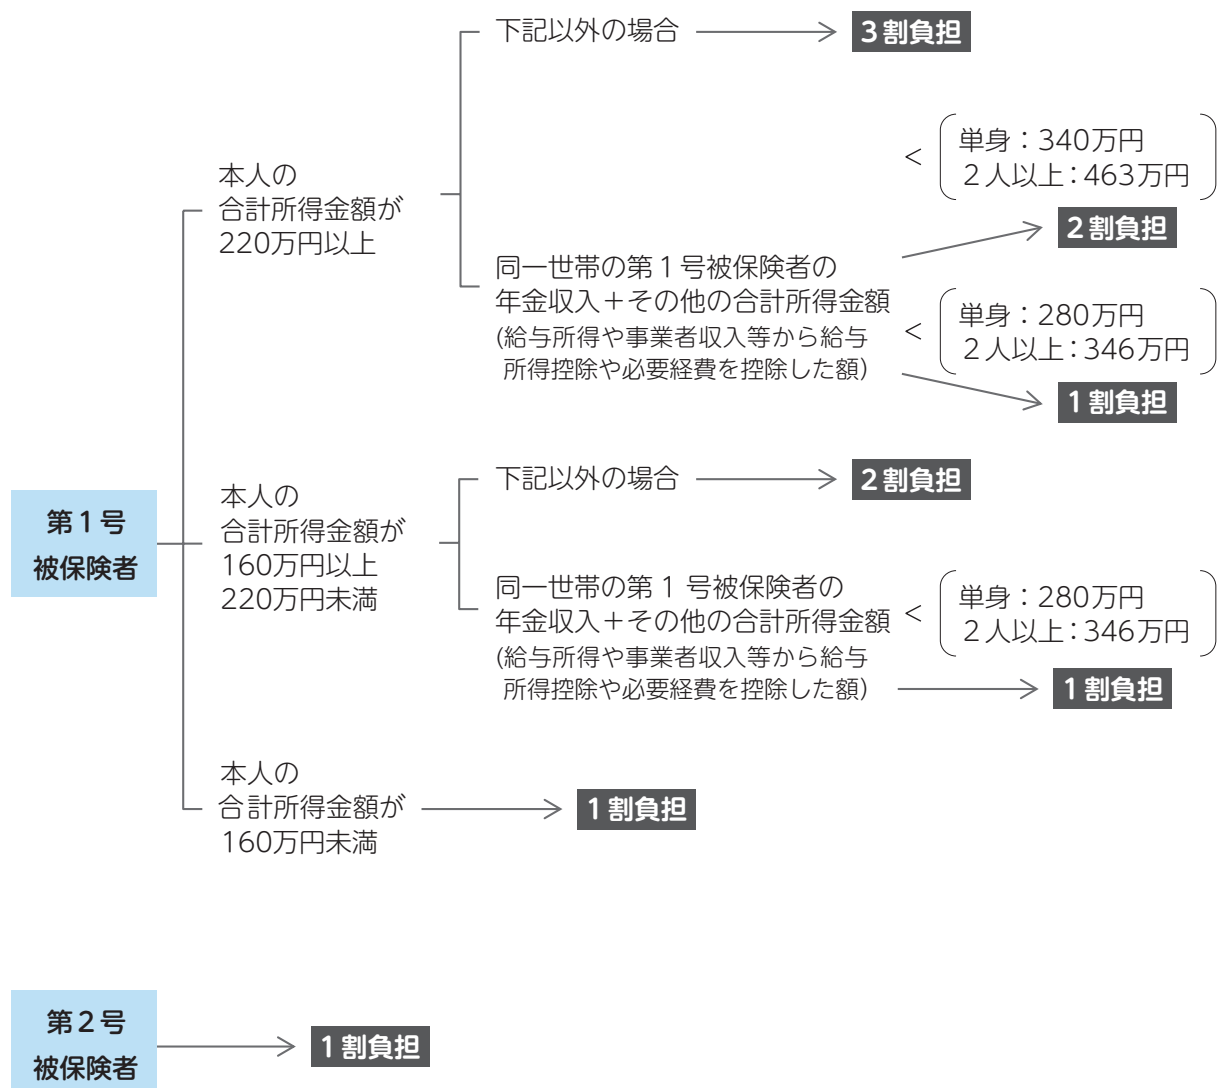 下記以外の場合
3割負担
本人の
合計所得金額が
220万円以上
<
単身：340万円
2人以上：463万円
2割負担
同一世帯の第1号被保険者の
年金収入＋その他の合計所得金額
(給与所得や事業者収入等から給与
所得控除や必要経費を控除した額)
<
単身：280万円
2人以上：346万円
1割負担
第1号
被保険者
本人の
合計所得金額が
160万円以上
220万円未満
下記以外の場合
2割負担
同一世帯の第1号被保険者の
年金収入＋その他の合計所得金額
(給与所得や事業者収入等から給与
所得控除や必要経費を控除した額)
<
単身：280万円
2人以上：346万円
1割負担
本人の
合計所得金額が
160万円未満
1割負担
第2号
被保険者
1割負担